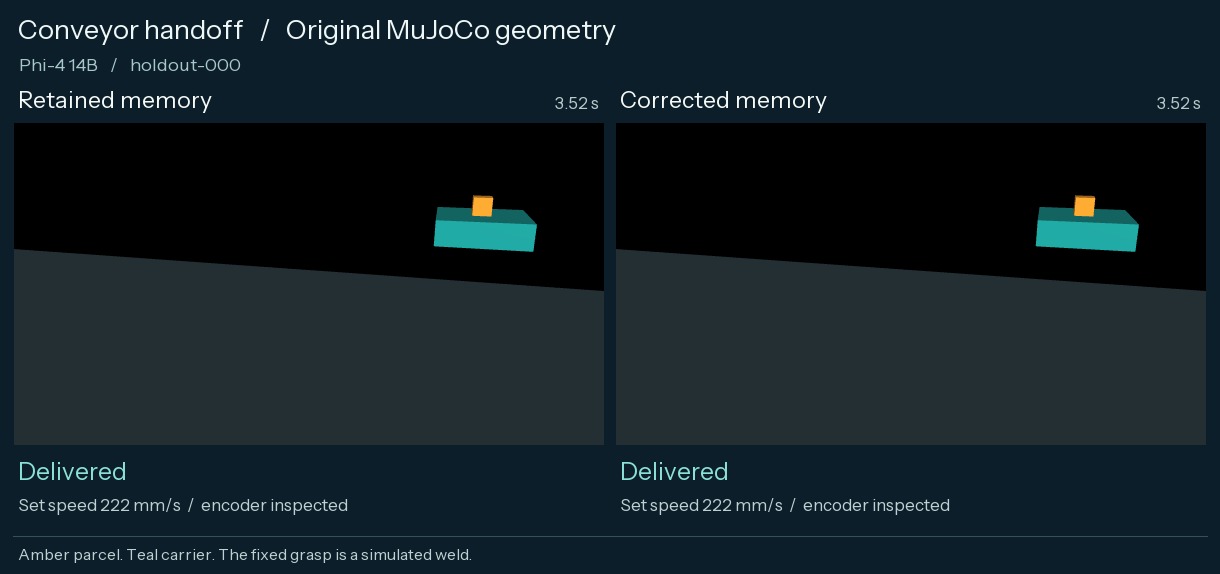 Conveyor handoff / Original MuJoCo geometry
Phi-4 14B / holdout-000
Retained memory 3.52 s
Corrected memory 3.52 s
Delivered
Set speed 222 mm/s / encoder inspected
Delivered
Set speed 222 mm/s / encoder inspected
Amber parcel. Teal carrier. The fixed grasp is a simulated weld.